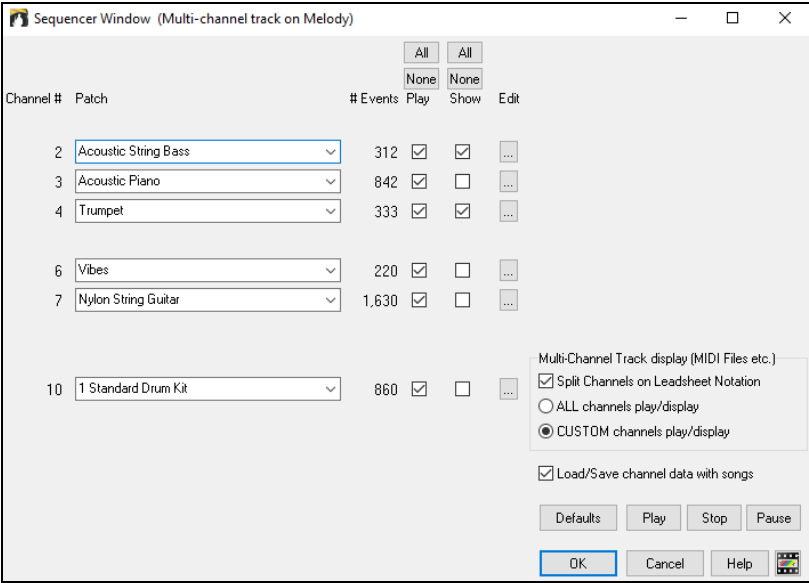 Sequencer Window  (Multi-channel track on Melody)
All All
None None
Channel # Patch # Events Play Show Edit
2 Acoustic String Bass 312 ...
3 Acoustic Piano 842 ...
4 Trumpet 333 ...
6 Vibes 220 ...
7 Nylon String Guitar 1,630 ...
Multi-Channel Track display (MIDI Files etc.)
Split Channels on Leadsheet Notation
10 1 Standard Drum Kit 860 ...
ALL channels play/display
CUSTOM channels play/display
Load/Save channel data with songs
Defaults Play Stop Pause
OK Cancel Help